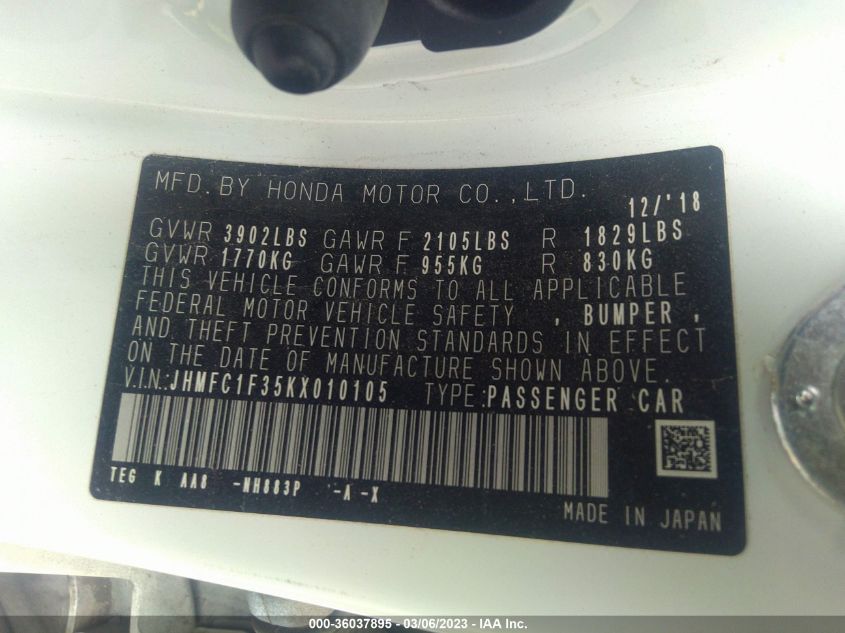 MFD. BY HONDA MOTOR CO.,LTD. 12/'18
GVWR 3902LBS GAWR F 2105LBS R 1829LBS
GVWR 1770KG GAWR F 955KG R 830KG
THIS VEHICLE CONFORMS TO ALL APPLICABLE
FEDERAL MOTOR VEHICLE SAFETY , BUMPER ,
AND THEFT PREVENTION STANDARDS IN EFFECT
ON THE DATE OF MANUFACTURE SHOWN ABOVE.
V.I.N:JHMFC1F35KX010105 TYPE:PASSENGER CAR
TEG K AA8 -NH883P -A -X
MADE IN JAPAN
000-36037895 - 03/06/2023 - IAA Inc.